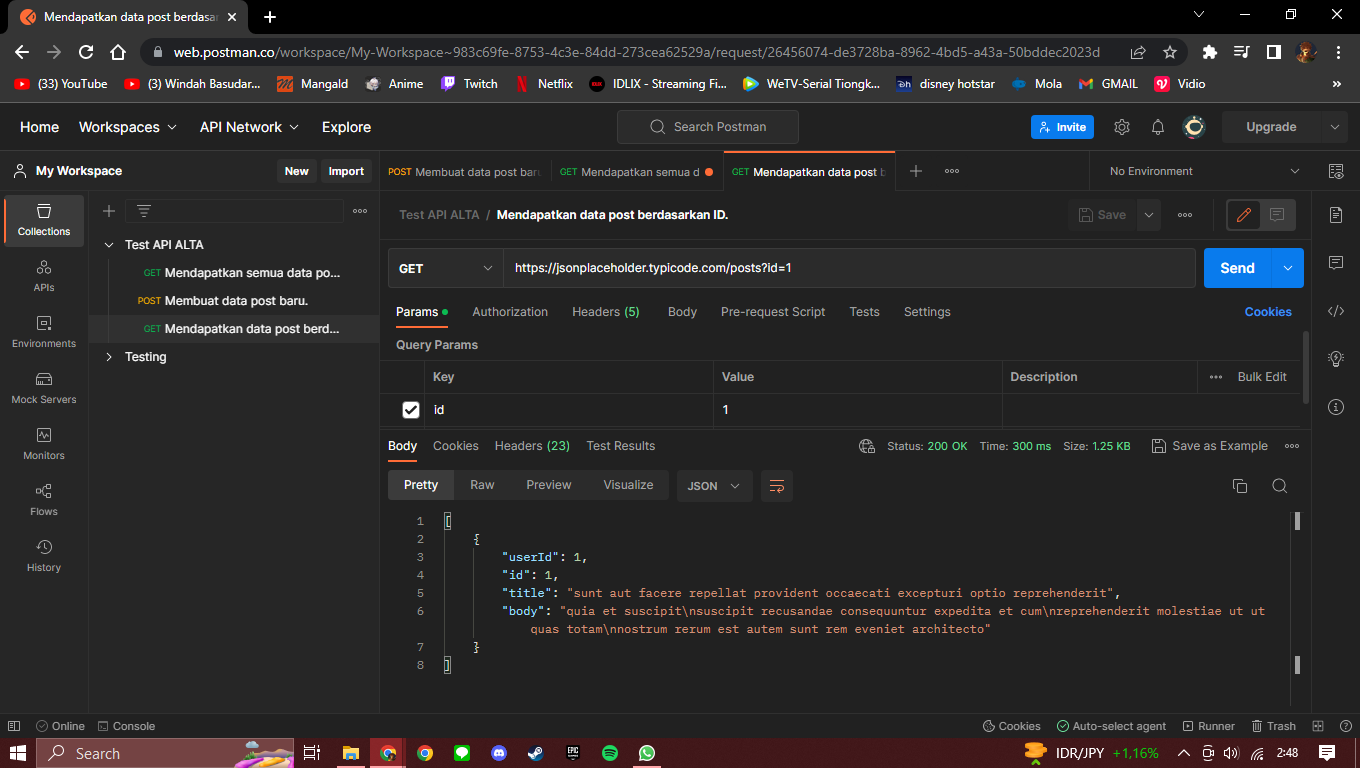 Mendapatkan data post berdasar
web.postman.co/workspace/My-Workspace~983c69fe-8753-4c3e-84dd-273cea62529a/request/26456074-de3728ba-8962-4bd5-a43a-50bddec2023d
(33) YouTube
(3) Windah Basudar...
Mangald
Anime
Twitch
Netflix
IDLIX - Streaming Fi...
WeTV-Serial Tiongk...
disney hotstar
Mola
GMAIL
Vidio
»
Home
Workspaces
API Network
Explore
Search Postman
Invite
Upgrade
My Workspace
New
Import
POST Membuat data post baru
GET Mendapatkan semua d
GET Mendapatkan data post b
No Environment
Collections
APIs
Environments
Mock Servers
Monitors
Flows
History
Test API ALTA
GET Mendapatkan semua data po...
POST Membuat data post baru.
GET Mendapatkan data post berd...
Testing
Test API ALTA / Mendapatkan data post berdasarkan ID.
Save
GET
https://jsonplaceholder.typicode.com/posts?id=1
Send
Params
Authorization
Headers (5)
Body
Pre-request Script
Tests
Settings
Cookies
Query Params
Key
Value
Description
Bulk Edit
id
1
Body
Cookies
Headers (23)
Test Results
Status: 200 OK
Time: 300 ms
Size: 1.25 KB
Save as Example
Pretty
Raw
Preview
Visualize
JSON
1 [
2 {
3 "userId": 1,
4 "id": 1,
5 "title": "sunt aut facere repellat provident occaecati excepturi optio reprehenderit",
6 "body": "quia et suscipit\nsuscipit recusandae consequuntur expedita et cum\nreprehenderit molestiae ut ut
quas totam\nnostrum rerum est autem sunt rem eveniet architecto"
7 }
8 ]
Online
Console
Cookies
Auto-select agent
Runner
Trash
Search
EPIC
IDR/JPY +1,16%
2:48